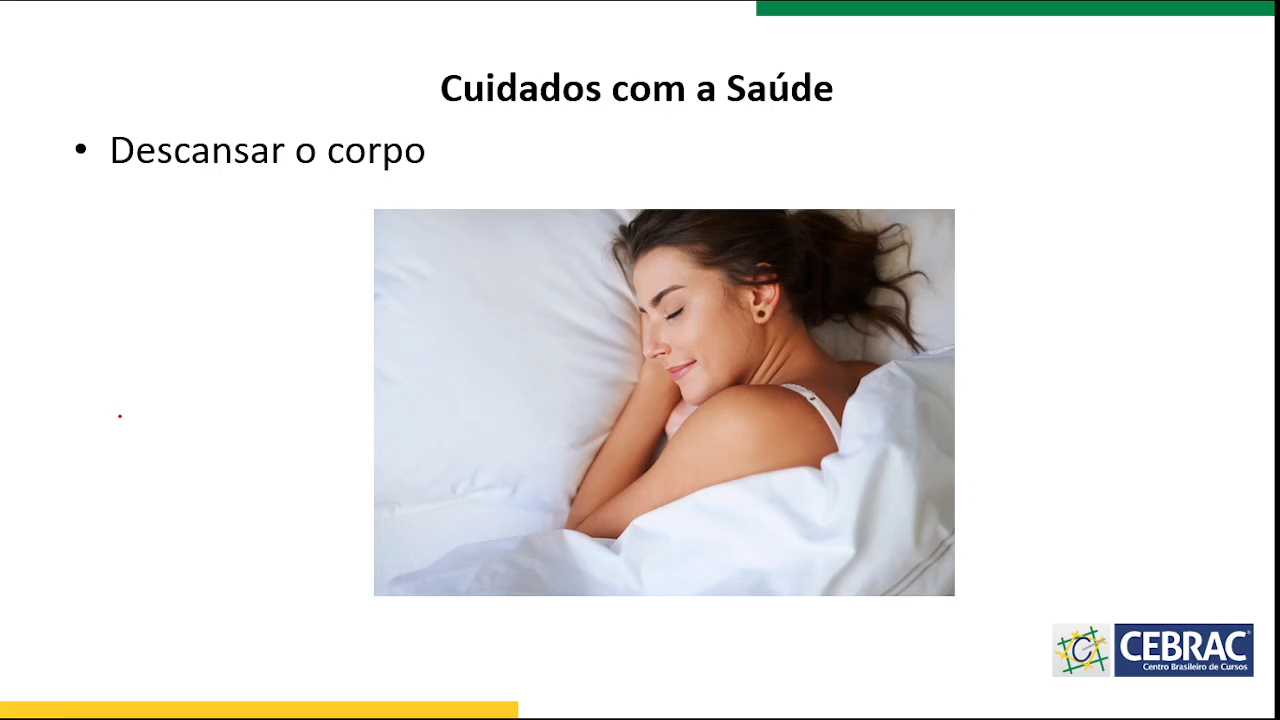 Cuidados com a Saúde
• Descansar o corpo
CEBRAC®
Centro Brasileiro de Cursos